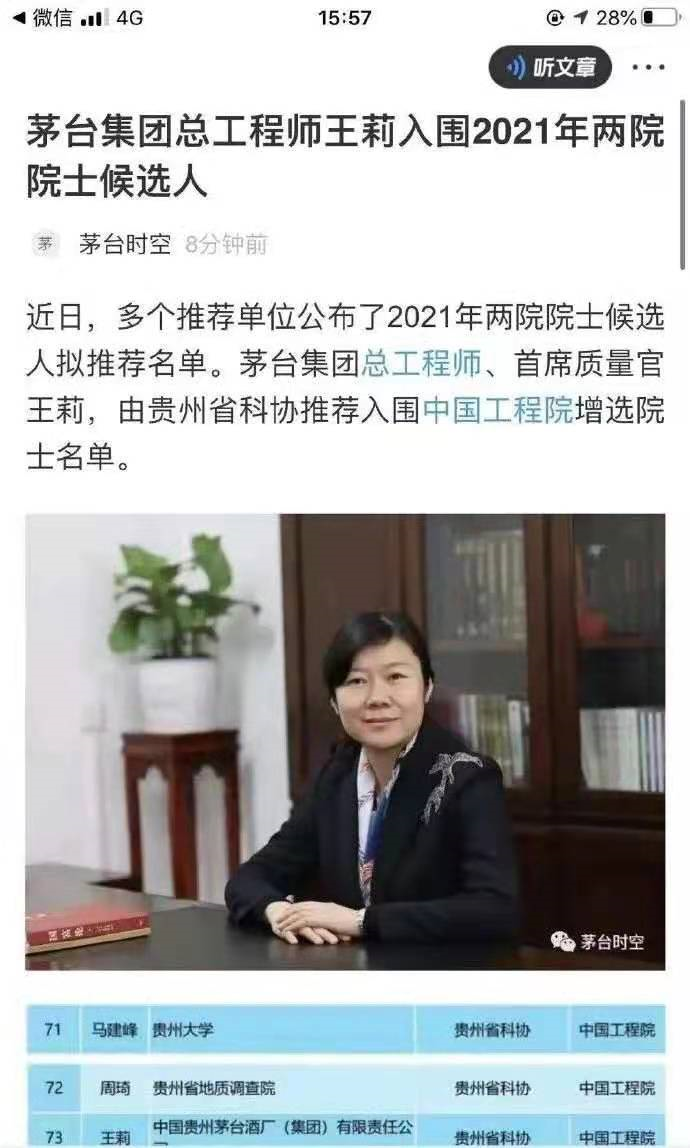 微信 4G 15:57 28%
听文章
茅台集团总工程师王莉入围2021年两院
院士候选人
茅 茅台时空 8分钟前
近日，多个推荐单位公布了2021年两院院士候选
人拟推荐名单。茅台集团总工程师、首席质量官
王莉，由贵州省科协推荐入围中国工程院增选院
士名单。
茅台时空
71 马建峰 贵州大学 贵州省科协 中国工程院
72 周琦 贵州省地质调查院 贵州省科协 中国工程院
73 王莉 中国贵州茅台酒厂（集团）有限责任公 贵州省科协 中国工程院